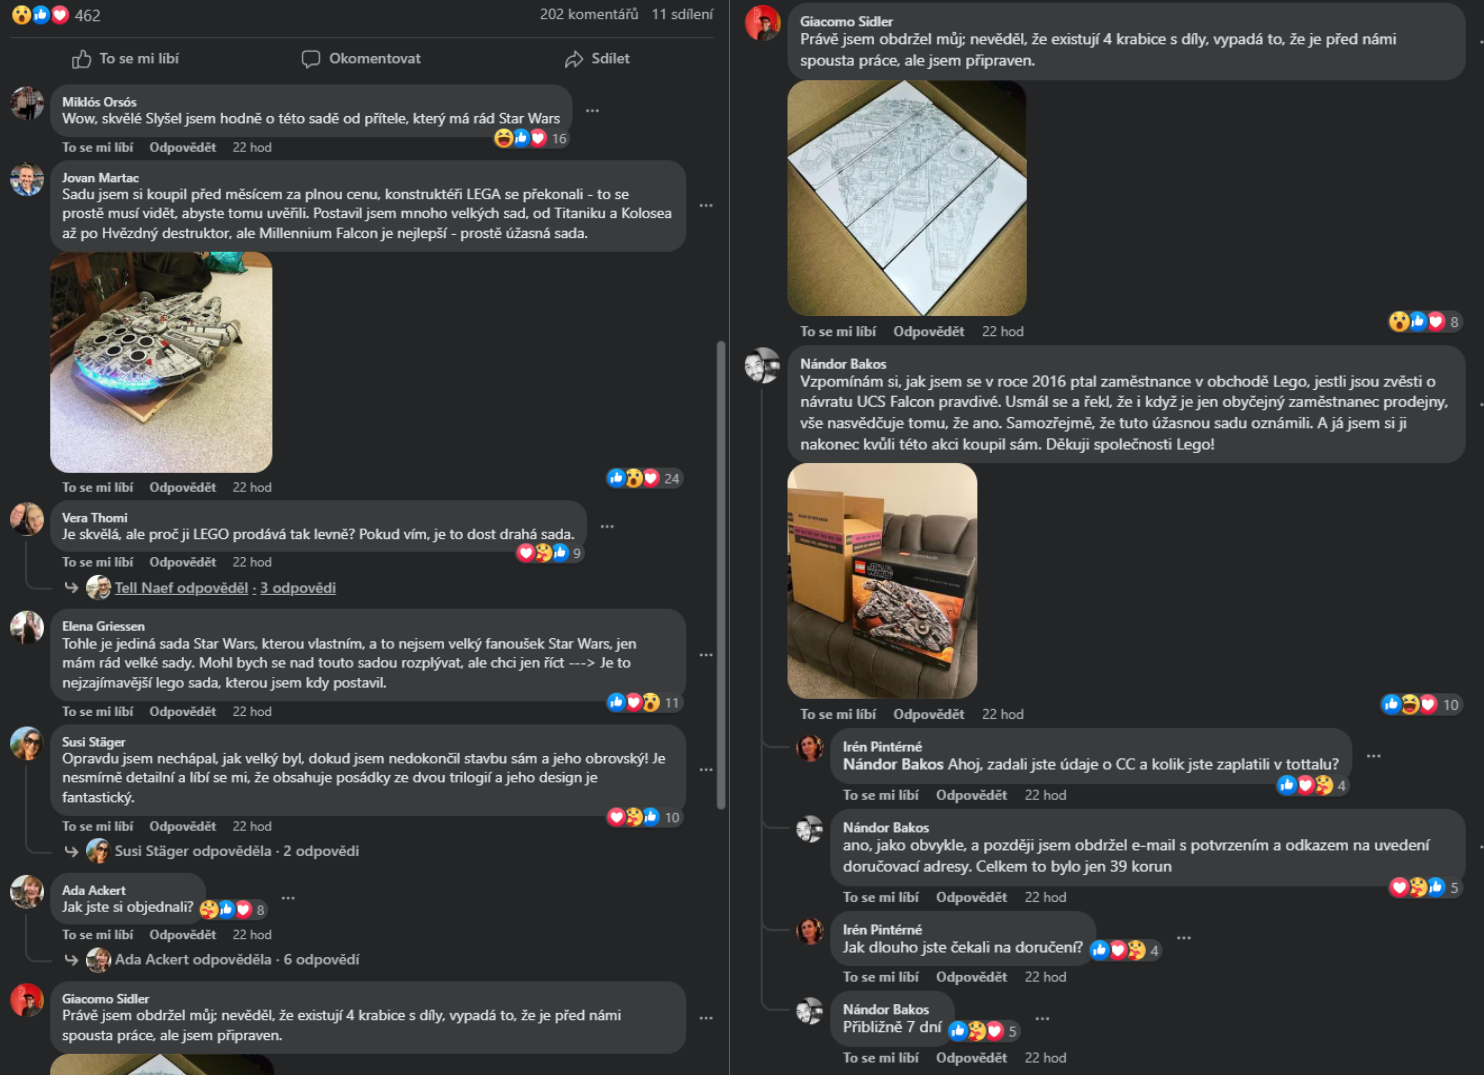 462
202 komentářů 11 sdílení
To se mi líbí Okomentovat Sdílet
Miklós Orsós
Wow, skvělé Slyšel jsem hodně o této sadě od přítele, který má rád Star Wars
16
To se mi líbí Odpovědět 22 hod
Jovan Martac
Sadu jsem si koupil před měsícem za plnou cenu, konstruktéři LEGA se překonali - to se
prostě musí vidět, abyste tomu uvěřili. Postavil jsem mnoho velkých sad, od Titaniku a Kolosea
až po Hvězdný destruktor, ale Millennium Falcon je nejlepší - prostě úžasná sada.
24
To se mi líbí Odpovědět 22 hod
Vera Thomi
Je skvělá, ale proč ji LEGO prodává tak levně? Pokud vím, je to dost drahá sada.
9
To se mi líbí Odpovědět 22 hod
Tell Naef odpověděl · 3 odpovědi
Elena Griessen
Tohle je jediná sada Star Wars, kterou vlastním, a to nejsem velký fanoušek Star Wars, jen
mám rád velké sady. Mohl bych se nad touto sadou rozplývat, ale chci jen říct ---> Je to
nejzajímavější lego sada, kterou jsem kdy postavil.
11
To se mi líbí Odpovědět 22 hod
Susi Stäger
Opravdu jsem nechápal, jak velký byl, dokud jsem nedokončil stavbu sám a jeho obrovský! Je
nesmírně detailní a líbí se mi, že obsahuje posádky ze dvou trilogií a jeho design je
fantastický.
10
To se mi líbí Odpovědět 22 hod
Susi Stäger odpověděla · 2 odpovědi
Ada Ackert
Jak jste si objednali?
8
To se mi líbí Odpovědět 22 hod
Ada Ackert odpověděla · 6 odpovědí
Giacomo Sidler
Právě jsem obdržel můj; nevěděl, že existují 4 krabice s díly, vypadá to, že je před námi
spousta práce, ale jsem připraven.
Giacomo Sidler
Právě jsem obdržel můj; nevěděl, že existují 4 krabice s díly, vypadá to, že je před námi
spousta práce, ale jsem připraven.
8
To se mi líbí Odpovědět 22 hod
Nándor Bakos
Vzpomínám si, jak jsem se v roce 2016 ptal zaměstnance v obchodě Lego, jestli jsou zvěsti o
návratu UCS Falcon pravdivé. Usmál se a řekl, že i když je jen obyčejný zaměstnanec prodejny,
vše nasvědčuje tomu, že ano. Samozřejmě, že tuto úžasnou sadu oznámili. A já jsem si ji
nakonec kvůli této akci koupil sám. Děkuji společnosti Lego!
LEGO
STAR WARS
10
To se mi líbí Odpovědět 22 hod
Irén Pintérné
Nándor Bakos Ahoj, zadali jste údaje o CC a kolik jste zaplatili v tottalu?
4
To se mi líbí Odpovědět 22 hod
Nándor Bakos
ano, jako obvykle, a později jsem obdržel e-mail s potvrzením a odkazem na uvedení
doručovací adresy. Celkem to bylo jen 39 korun
5
To se mi líbí Odpovědět 22 hod
Irén Pintérné
Jak dlouho jste čekali na doručení?
4
To se mi líbí Odpovědět 22 hod
Nándor Bakos
Přibližně 7 dní
5
To se mi líbí Odpovědět 22 hod